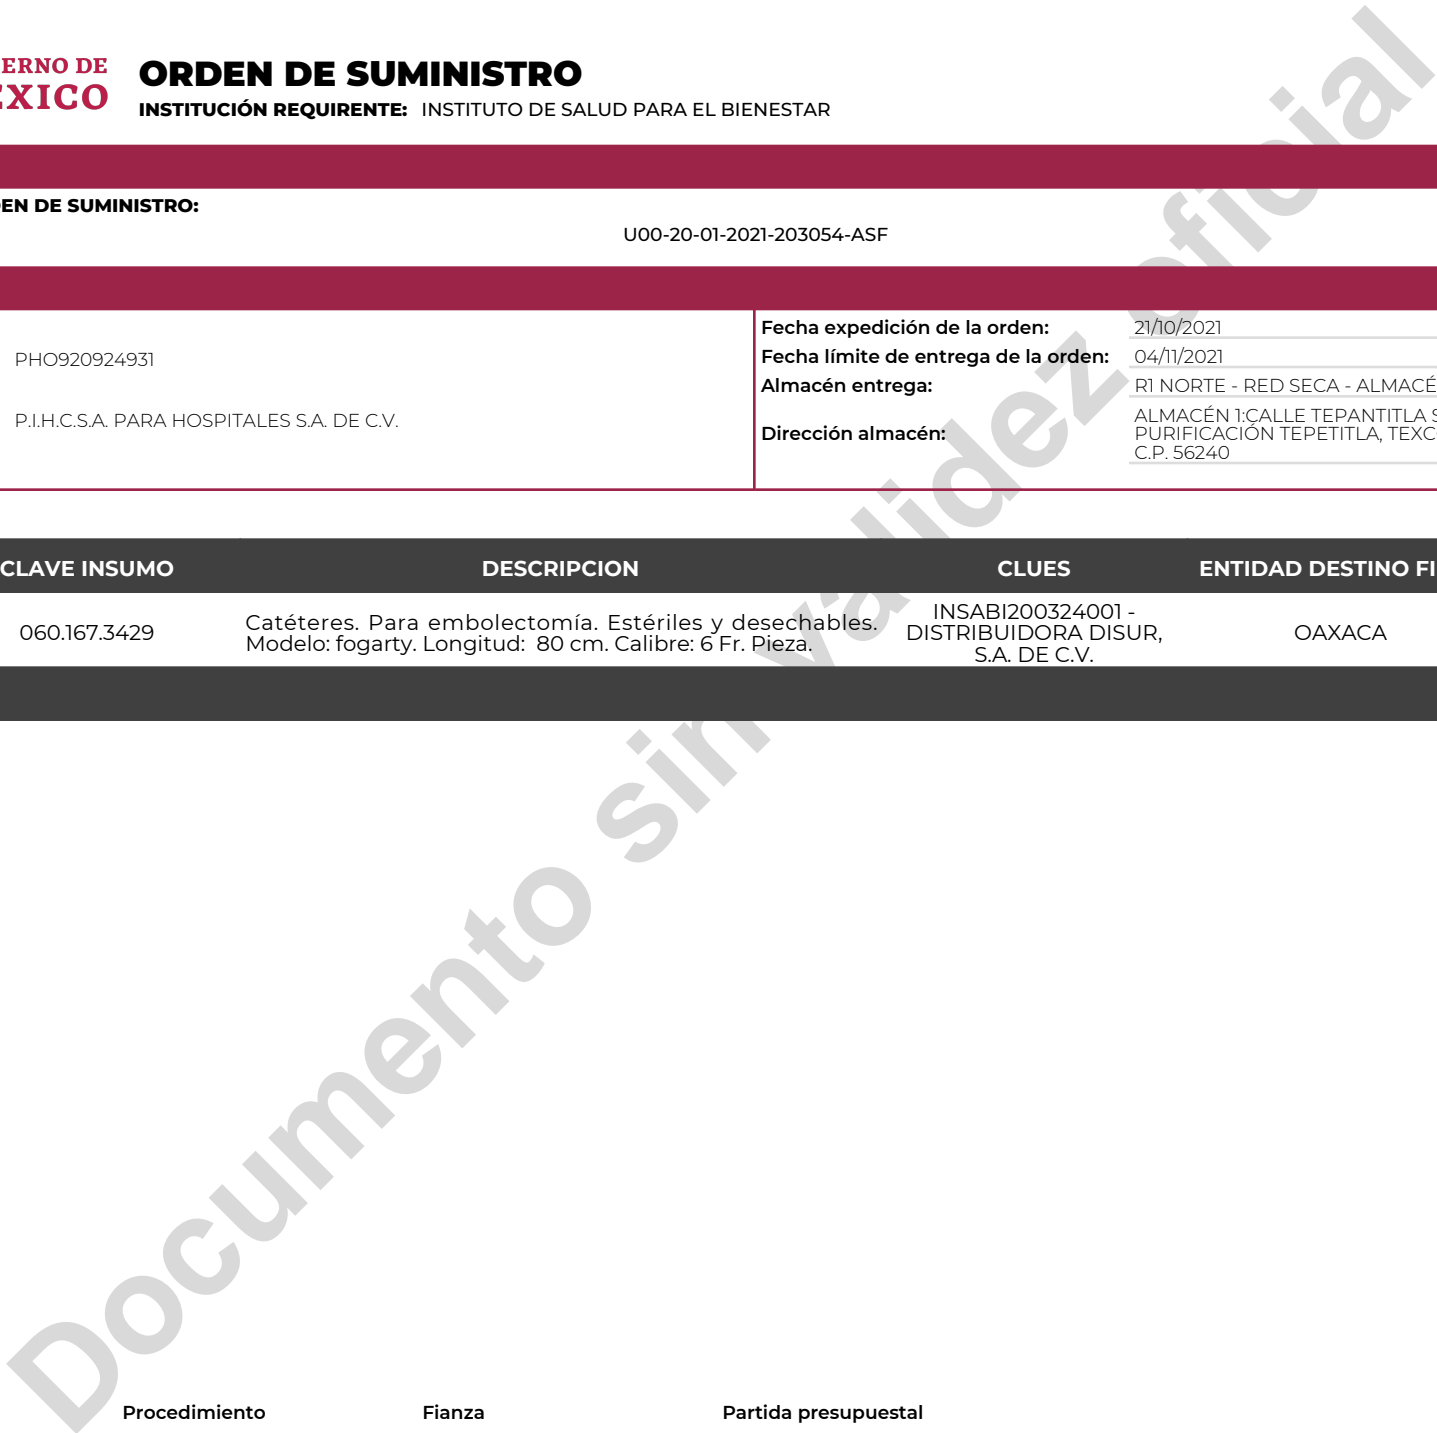 ERNO DE
EXICO
ORDEN DE SUMINISTRO
INSTITUCIÓN REQUIRENTE: INSTITUTO DE SALUD PARA EL BIENESTAR
EN DE SUMINISTRO:
U00-20-01-2021-203054-ASF
PHO920924931
P.I.H.C.S.A. PARA HOSPITALES S.A. DE C.V.
Fecha expedición de la orden: 21/10/2021
Fecha límite de entrega de la orden: 04/11/2021
Almacén entrega: R1 NORTE - RED SECA - ALMACÉ
Dirección almacén: ALMACÉN 1:CALLE TEPANTITLA S
PURIFICACIÓN TEPETITLA, TEXC
C.P. 56240
CLAVE INSUMO DESCRIPCION CLUES ENTIDAD DESTINO FI
060.167.3429
Catéteres. Para embolectomía. Estériles y desechables.
Modelo: fogarty. Longitud: 80 cm. Calibre: 6 Fr. Pieza.
INSABI200324001 -
DISTRIBUIDORA DISUR,
S.A. DE C.V.
OAXACA
Documento sin validez oficial
Procedimiento Fianza Partida presupuestal